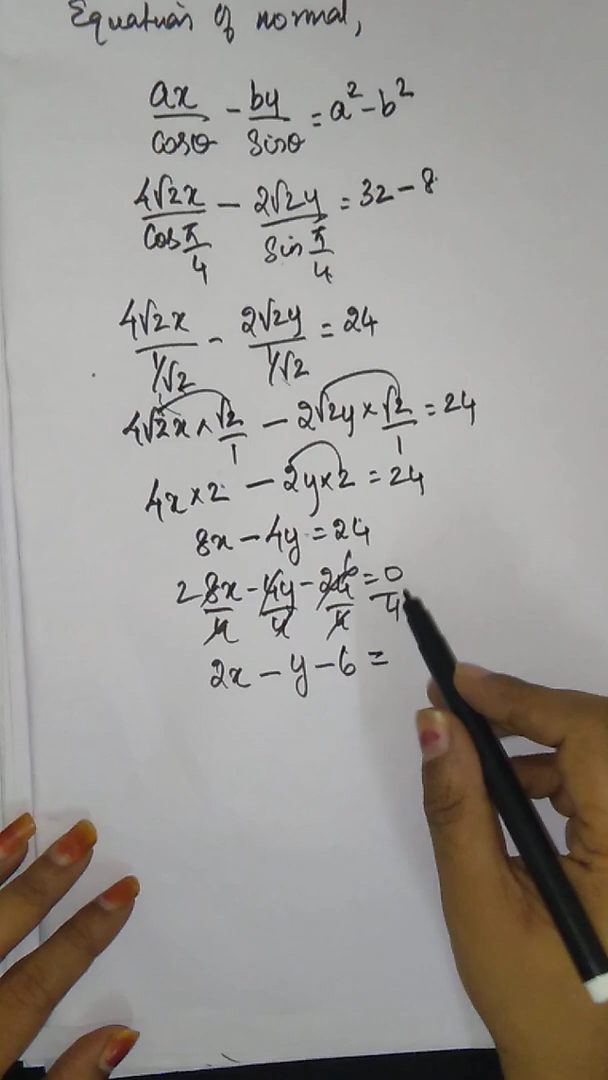 Equation of normal,
ax/cosθ - by/sinθ = a² - b²
4√2x/cos π/4 - 2√2y/sin π/4 = 32 - 8
4√2x/1/√2 - 2√2y/1/√2 = 24
4√2x × √2/1 - 2√2y × √2/1 = 24
4x × 2 - 2y × 2 = 24
8x - 4y = 24
2 8x/4 - 4y/4 - 24/4 6 = 0/4
2x - y - 6 =